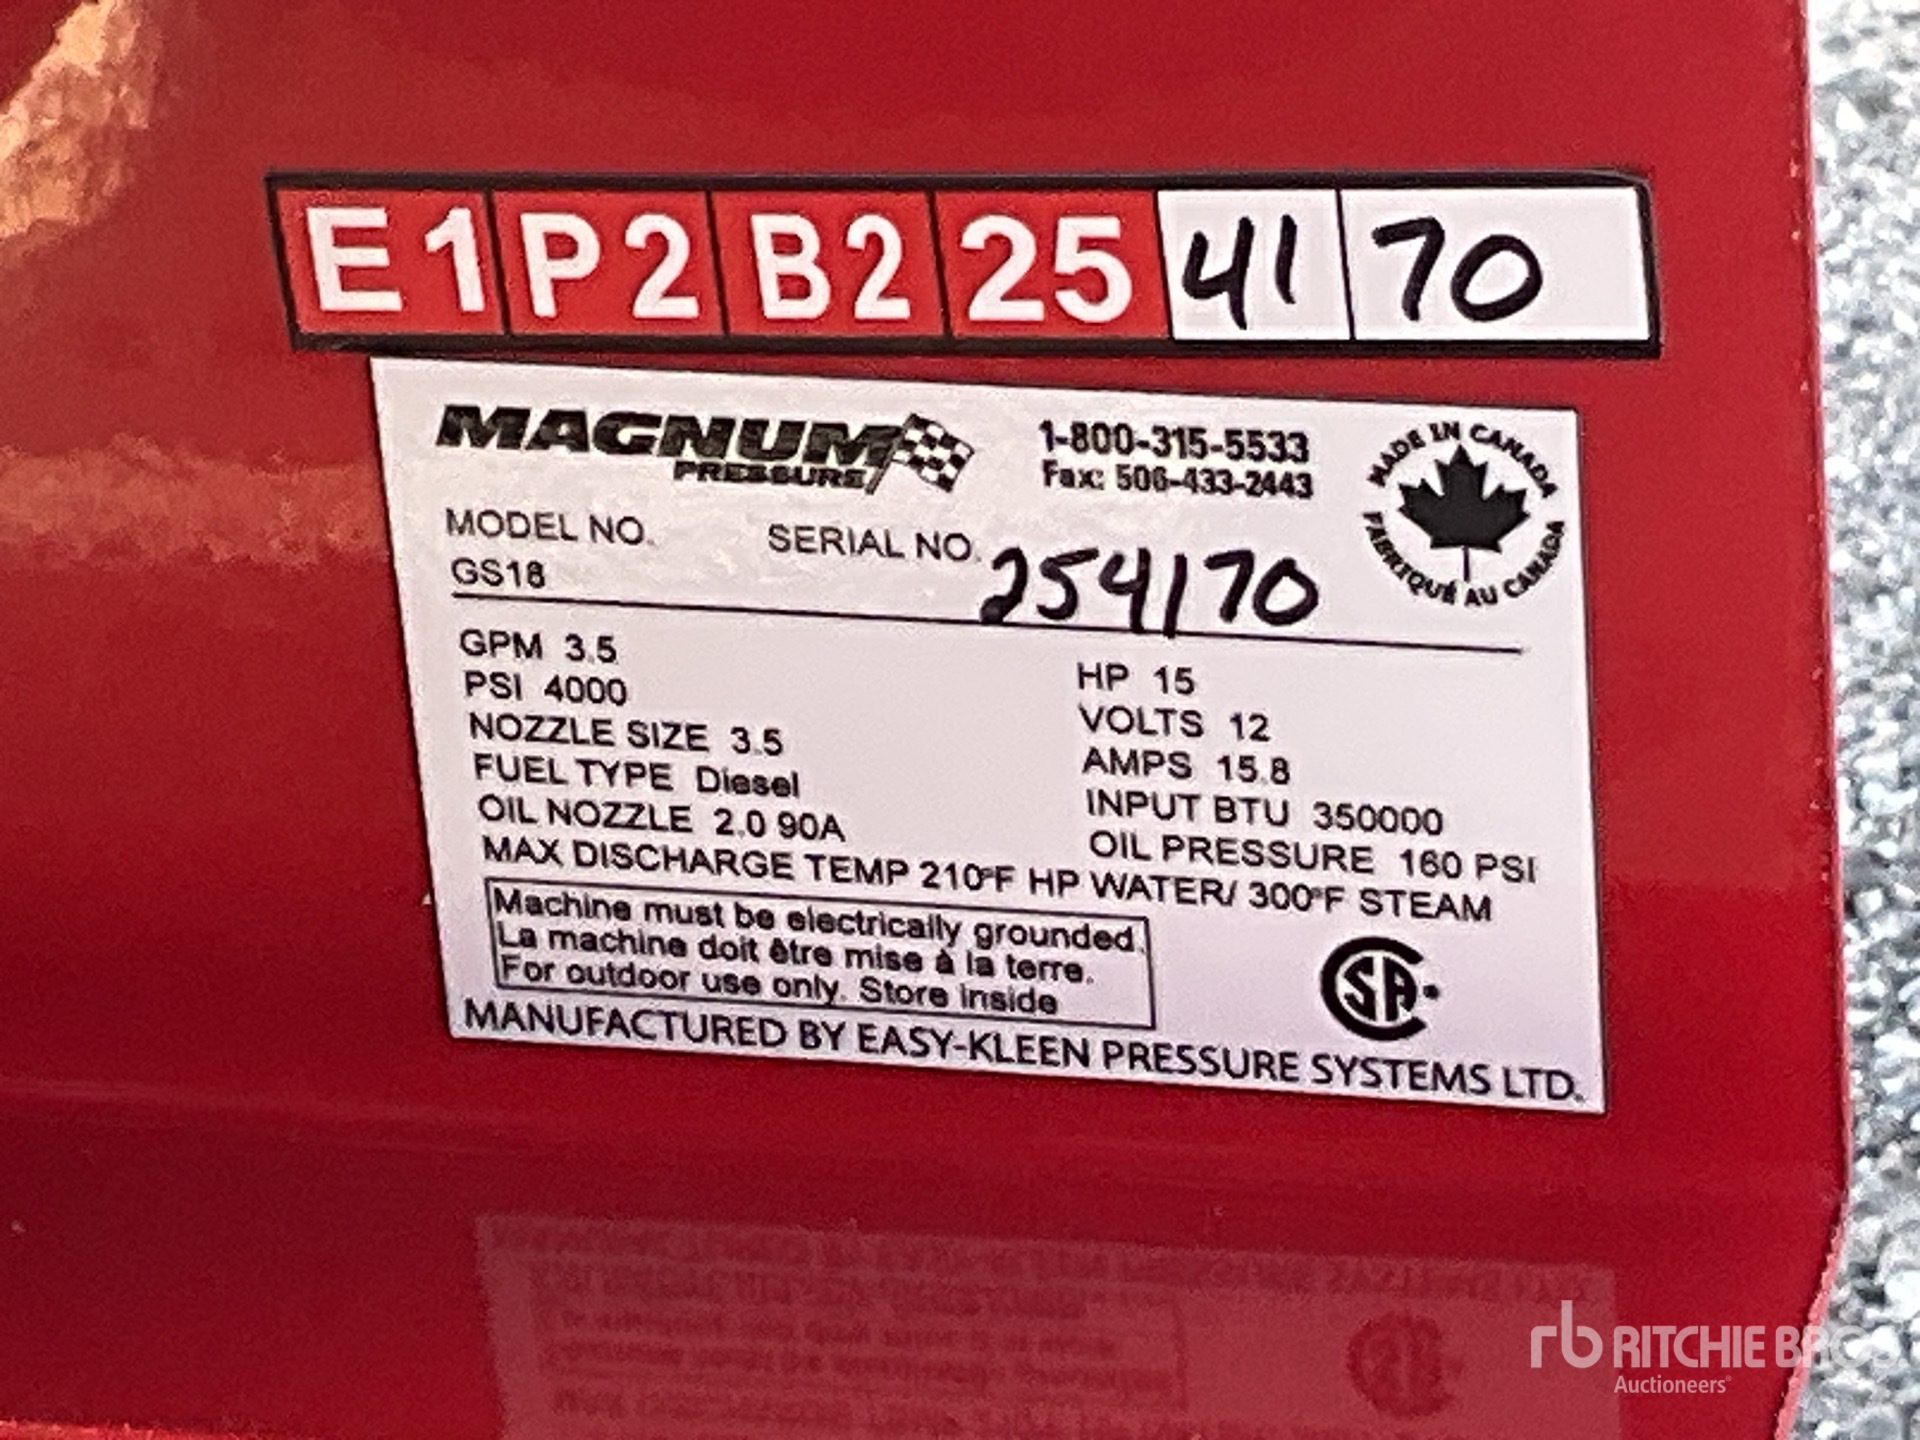 E1 P2 B2 25 41 70
MAGNUM
PRESSURE
1-800-315-5533
Fax: 506-433-2443
MADE IN CANADA
FABRIQUÉ AU CANADA
MODEL NO. SERIAL NO. 254170
GS18
GPM 3.5
PSI 4000
NOZZLE SIZE 3.5
FUEL TYPE Diesel
OIL NOZZLE 2.0 90A
HP 15
VOLTS 12
AMPS 15.8
INPUT BTU 350000
OIL PRESSURE 160 PSI
MAX DISCHARGE TEMP 210°F HP WATER/ 300°F STEAM
Machine must be electrically grounded.
La machine doit être mise à la terre.
For outdoor use only. Store inside
CSA
MANUFACTURED BY EASY-KLEEN PRESSURE SYSTEMS LTD.
rb RITCHIE BROS
Auctioneers